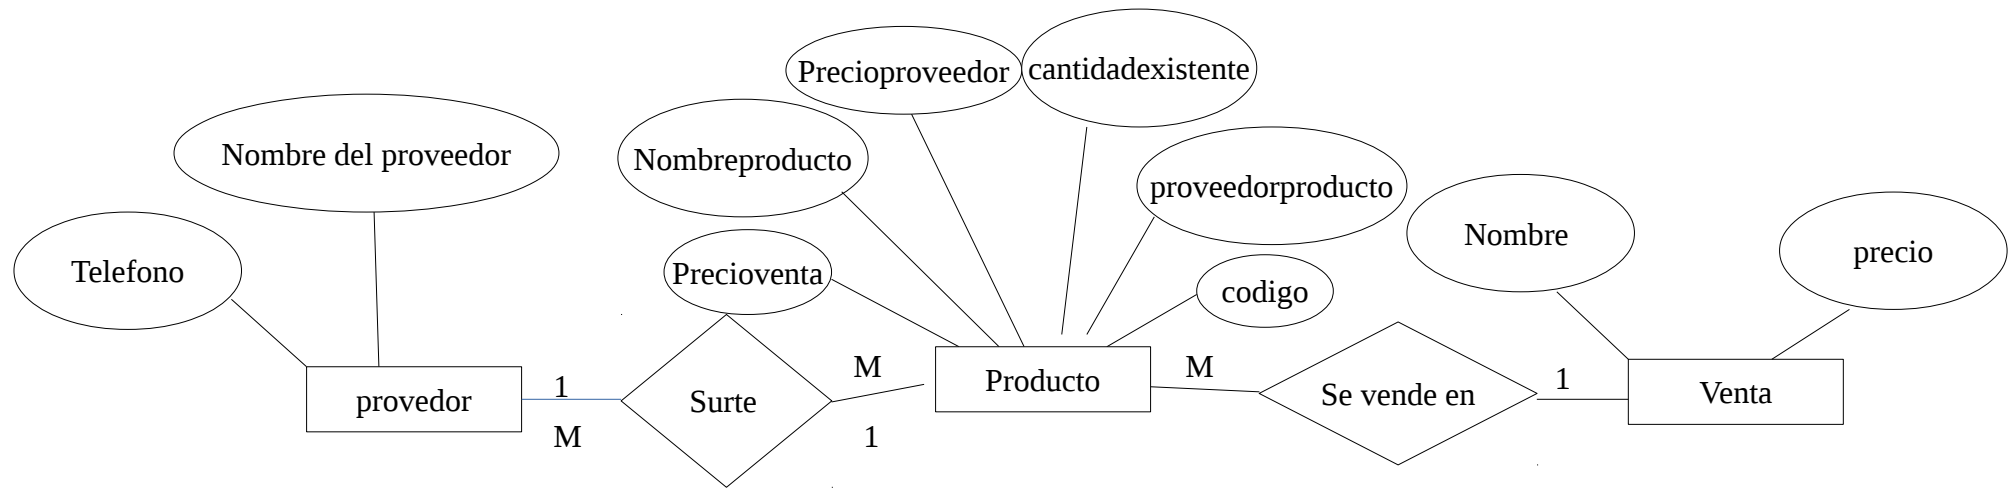 Precioproveedor
cantidadexistente
Nombre del proveedor
Nombreproducto
proveedorproducto
Nombre
precio
Telefono
Precioventa
codigo
provedor
1
M
Surte
M
1
Producto
M
Se vende en
1
Venta